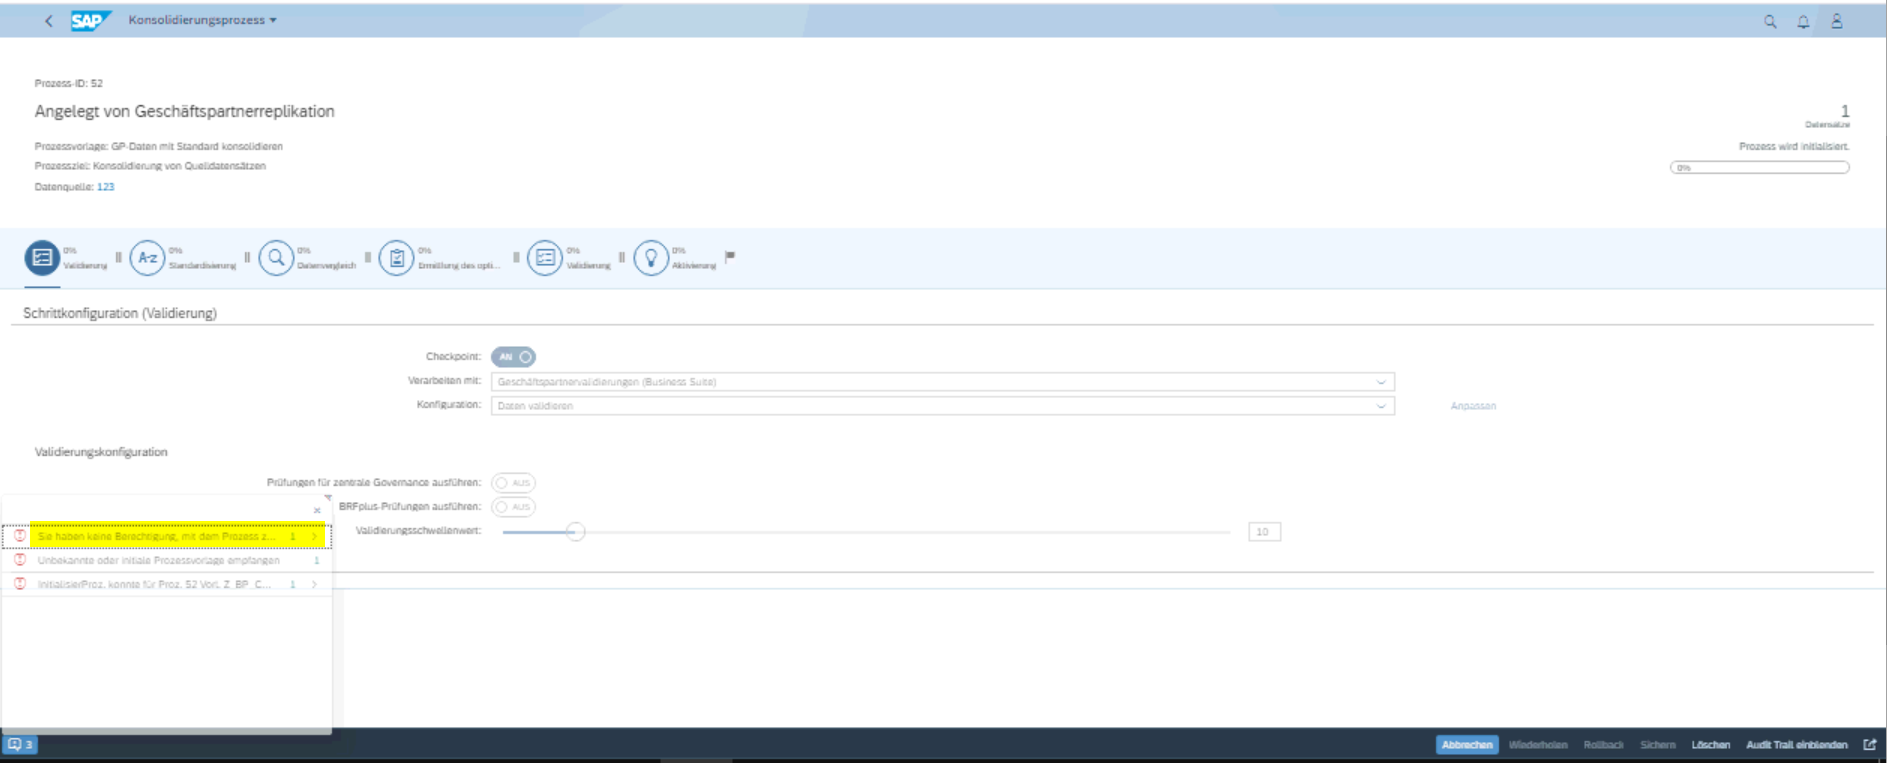 SAP Konsolidierungsprozess
Prozess-ID: 52
Angelegt von Geschäftspartnerreplikation
1
Datensätze
Prozessvorlage: GP-Daten mit Standard konsolidieren
Prozess wird initialisiert.
Prozessziel: Konsolidierung von Quelldatensätzen
0%
Datenquelle: 123
0% Validierung
A-z 0% Standardisierung
0% Datenvergleich
0% Ermittlung des opti...
0% Validierung
0% Aktivierung
Schrittkonfiguration (Validierung)
Checkpoint: AN
Verarbeiten mit: Geschäftspartnervalidierungen (Business Suite)
Konfiguration: Daten validieren Anpassen
Validierungskonfiguration
Prüfungen für zentrale Governance ausführen: AUS
BRFplus-Prüfungen ausführen: AUS
Validierungsschwellenwert: 10
Sie haben keine Berechtigung, mit dem Prozess z... 1
Unbekannte oder initiale Prozessvorlage empfangen 1
InitialisierProz. konnte für Proz. 52 Vorl. Z_BP_C... 1
3
Abbrechen Wiederholen Rollback Sichern Löschen Audit Trail einblenden